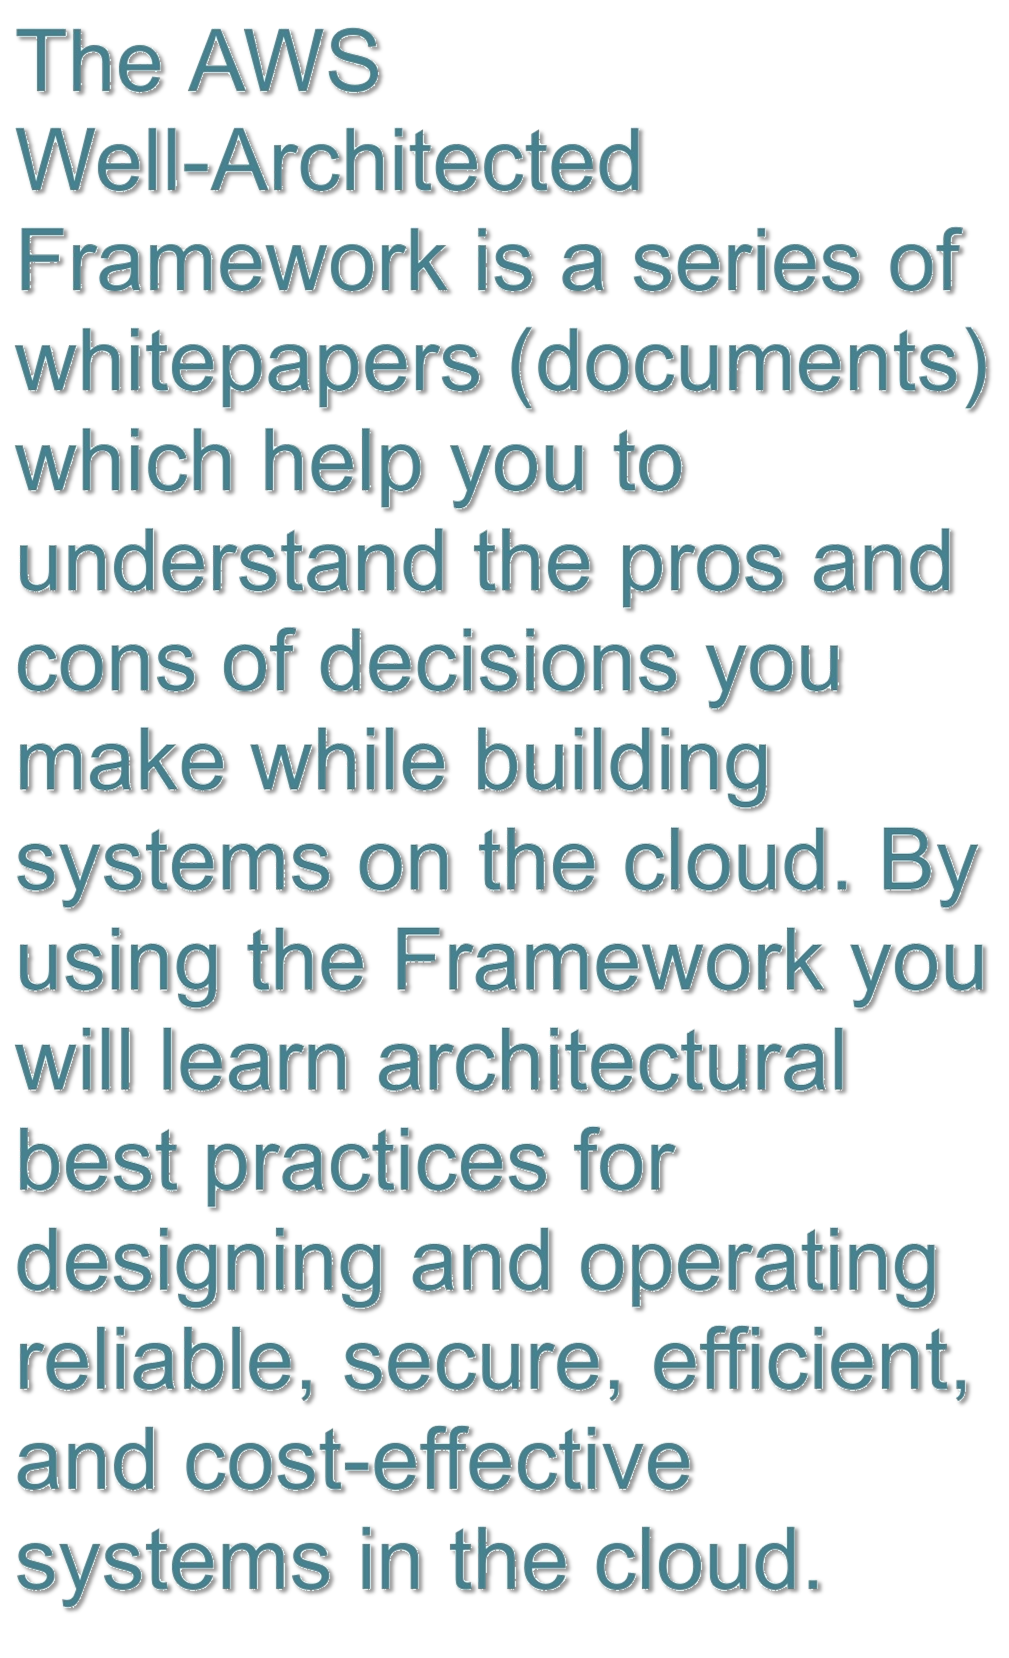 The AWS
Well-Architected
Framework is a series of
whitepapers (documents)
which help you to
understand the pros and
cons of decisions you
make while building
systems on the cloud. By
using the Framework you
will learn architectural
best practices for
designing and operating
reliable, secure, efficient,
and cost-effective
systems in the cloud.